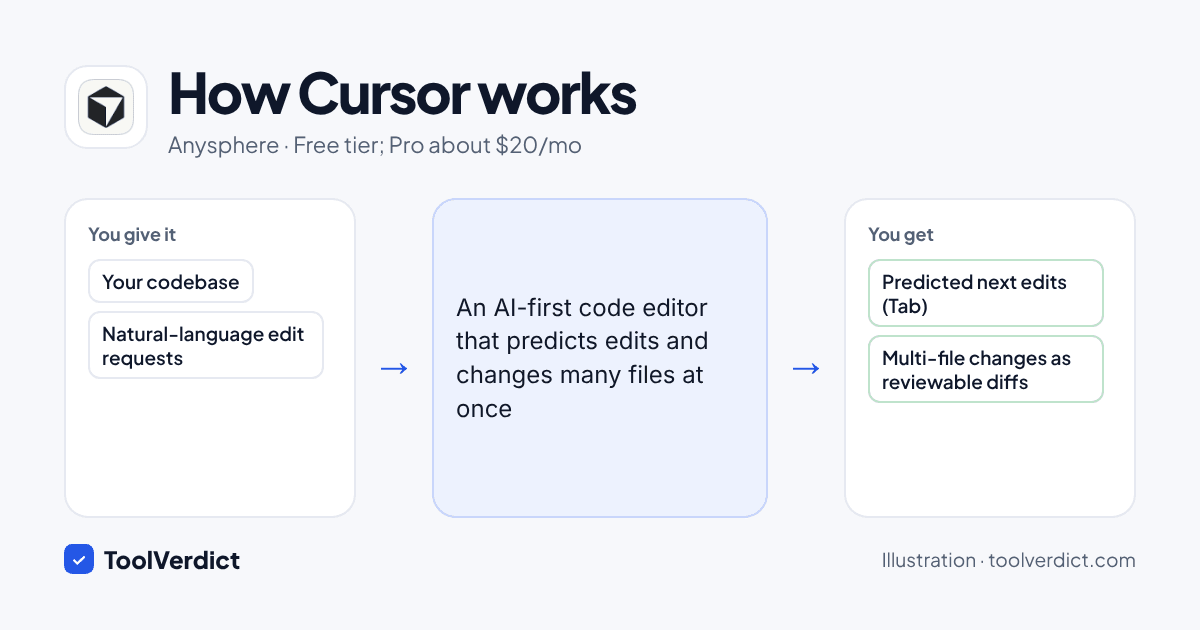 How Cursor works
Anysphere · Free tier; Pro about $20/mo
You give it
Your codebase
Natural-language edit
requests
→
An AI-first code editor
that predicts edits and
changes many files at
once
→
You get
Predicted next edits
(Tab)
Multi-file changes as
reviewable diffs
ToolVerdict
Illustration · toolverdict.com